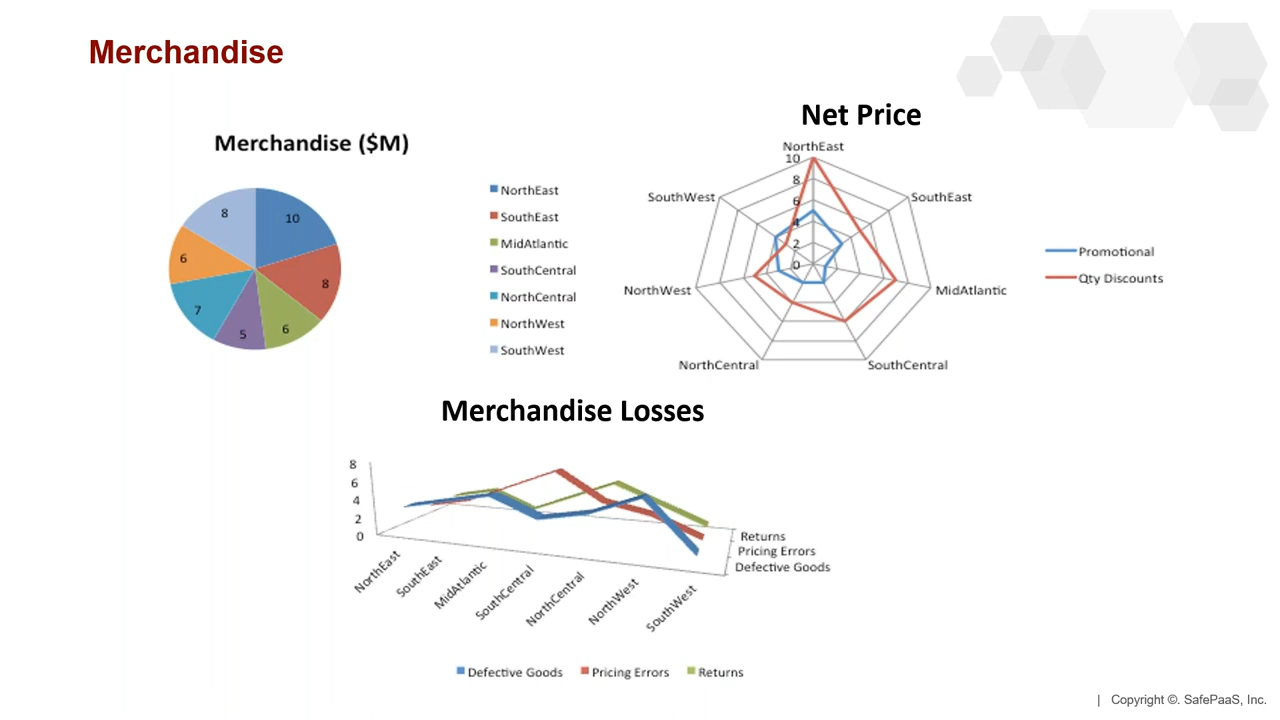 Merchandise
Merchandise ($M)
10
8
6
5
7
6
8
NorthEast
SouthEast
MidAtlantic
SouthCentral
NorthCentral
NorthWest
SouthWest
Net Price
NorthEast
SouthEast
MidAtlantic
SouthCentral
NorthCentral
NorthWest
SouthWest
10
8
6
4
2
0
Promotional
Qty Discounts
Merchandise Losses
8
6
4
2
0
NorthEast
SouthEast
MidAtlantic
SouthCentral
NorthCentral
NorthWest
SouthWest
Returns
Pricing Errors
Defective Goods
Defective Goods
Pricing Errors
Returns
| Copyright ©. SafePaaS, Inc.